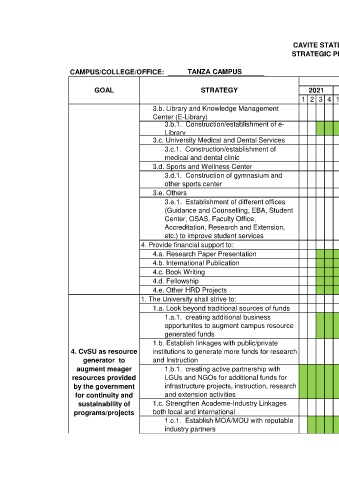 CAVITE STAT
STRATEGIC P
CAMPUS/COLLEGE/OFFICE: TANZA CAMPUS
GOAL STRATEGY 2021
1 2 3 4 1
3.b. Library and Knowledge Management
Center (E-Library)
3.b.1. Construction/establishment of e-
Library
3.c. University Medical and Dental Services
3.c.1. Construction/establishment of
medical and dental clinic
3.d. Sports and Wellness Center
3.d.1. Construction of gymnasium and
other sports center
3.e. Others
3.e.1. Establishment of different offices
(Guidance and Counselling, EBA, Student
Center, OSAS, Faculty Office,
Accreditation, Research and Extension,
etc.) to improve student services
4. Provide financial support to:
4.a. Research Paper Presentation
4.b. International Publication
4.c. Book Writing
4.d. Fellowship
4.e. Other HRD Projects
4. CvSU as resource
generator to
augment meager
resources provided
by the government
for continuity and
sustainability of
programs/projects
1. The University shall strive to:
1.a. Look beyond traditional sources of funds
1.a.1. creating additional business
opportunites to augment campus resource
generated funds
1.b. Establish linkages with public/private
institutions to generate more funds for research
and Instruction
1.b.1. creating active partnership with
LGUs and NGOs for additional funds for
infrastructure projects, instruction, research
and extension activities
1.c. Strengthen Academe-Industry Linkages
both local and international
1.c.1. Establish MOA/MOU with reputable
industry partners